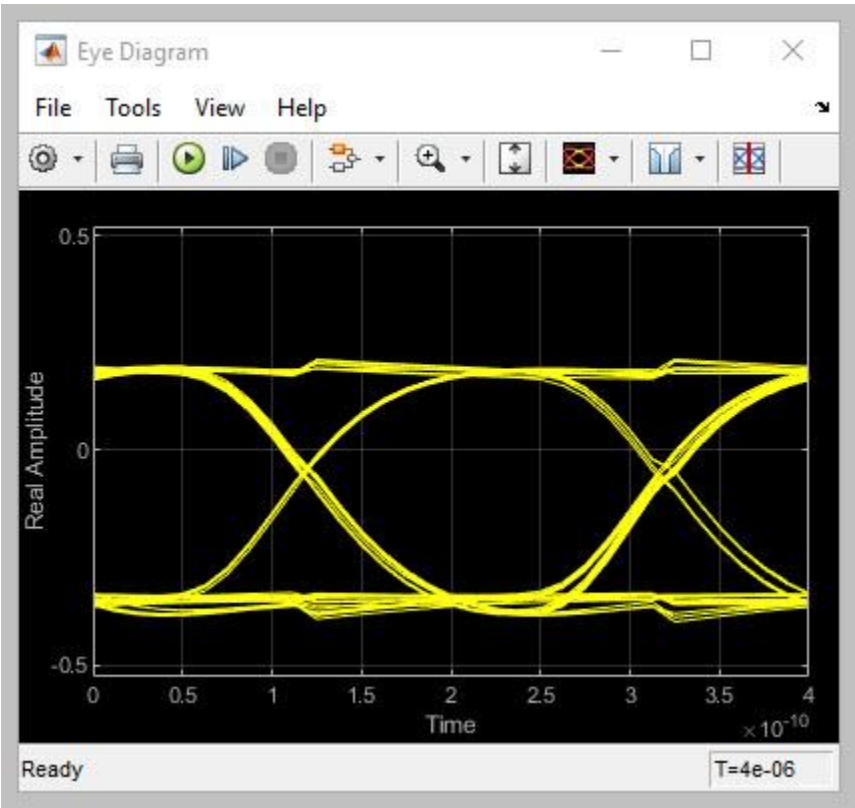 Eye Diagram
File Tools View Help
0.5
0
-0.5
Real Amplitude
0 0.5 1 1.5 2 2.5 3 3.5 4
Time
×10-10
Ready T=4e-06